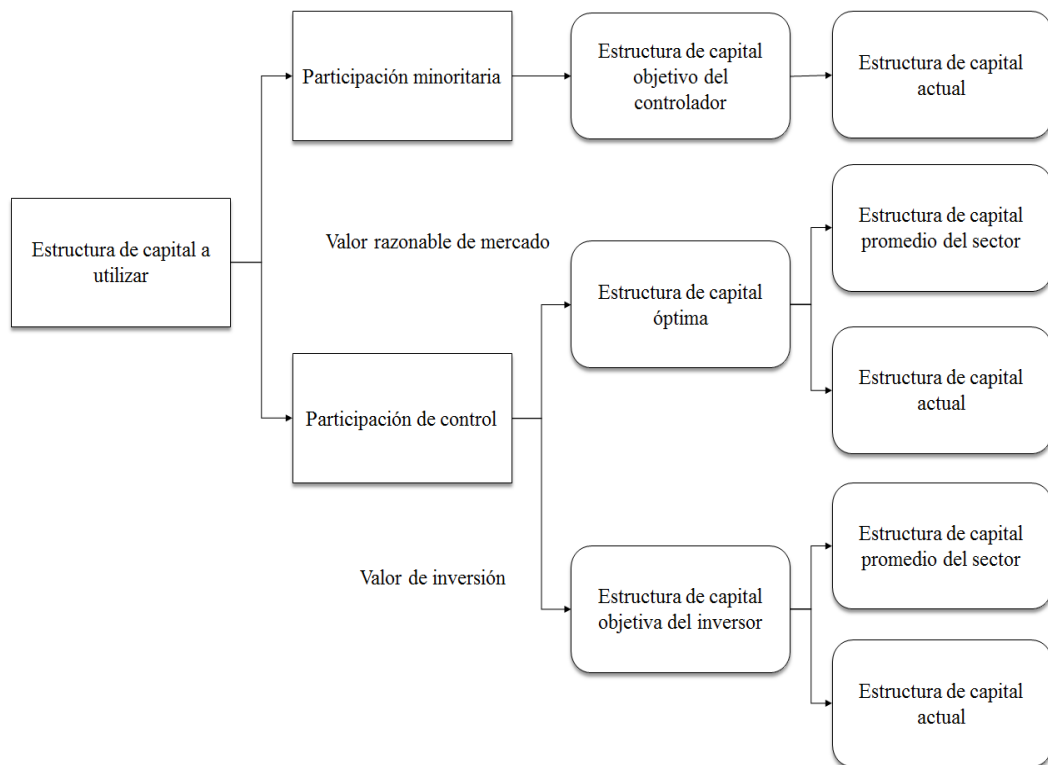 Estructura de capital a
utilizar
Participación minoritaria
Estructura de capital
objetivo del
controlador
Estructura de capital
actual
Participación de control
Valor razonable de mercado
Estructura de capital
óptima
Estructura de capital
promedio del sector
Estructura de capital
actual
Valor de inversión
Estructura de capital
objetiva del inversor
Estructura de capital
promedio del sector
Estructura de capital
actual